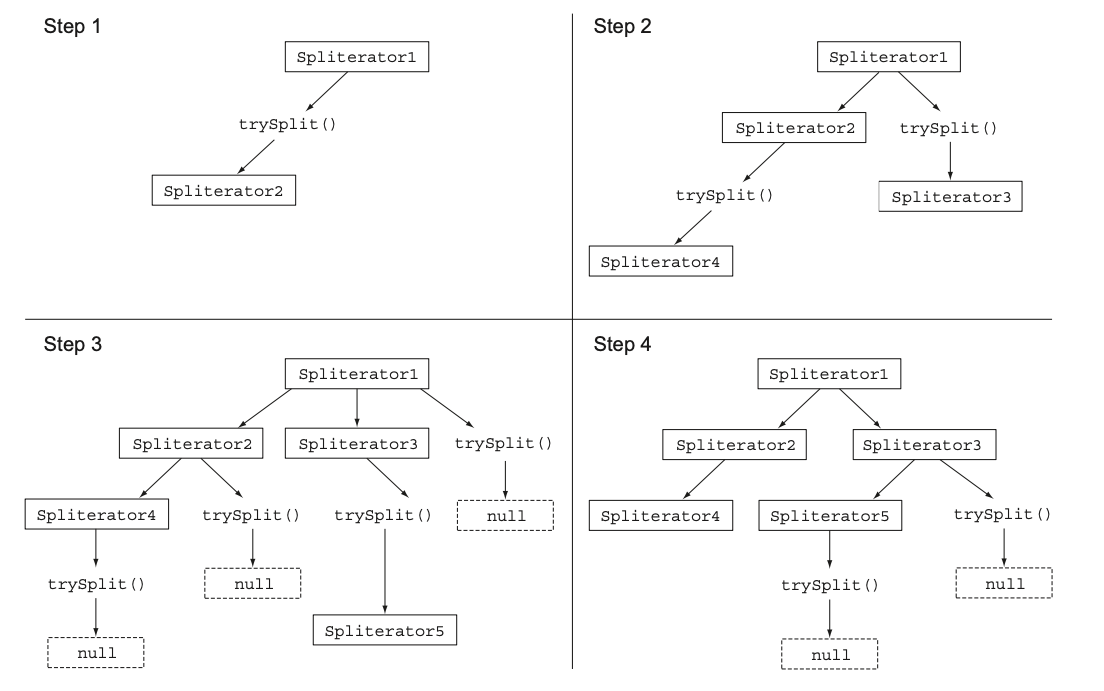 Step 1
Spliterator1
trySplit()
Spliterator2
Step 2
Spliterator1
Spliterator2
trySplit()
trySplit()
Spliterator3
Spliterator4
Step 3
Spliterator1
Spliterator2
Spliterator3
trySplit()
Spliterator4
trySplit()
trySplit()
null
trySplit()
null
Spliterator5
null
Step 4
Spliterator1
Spliterator2
Spliterator3
Spliterator4
Spliterator5
trySplit()
trySplit()
null
null